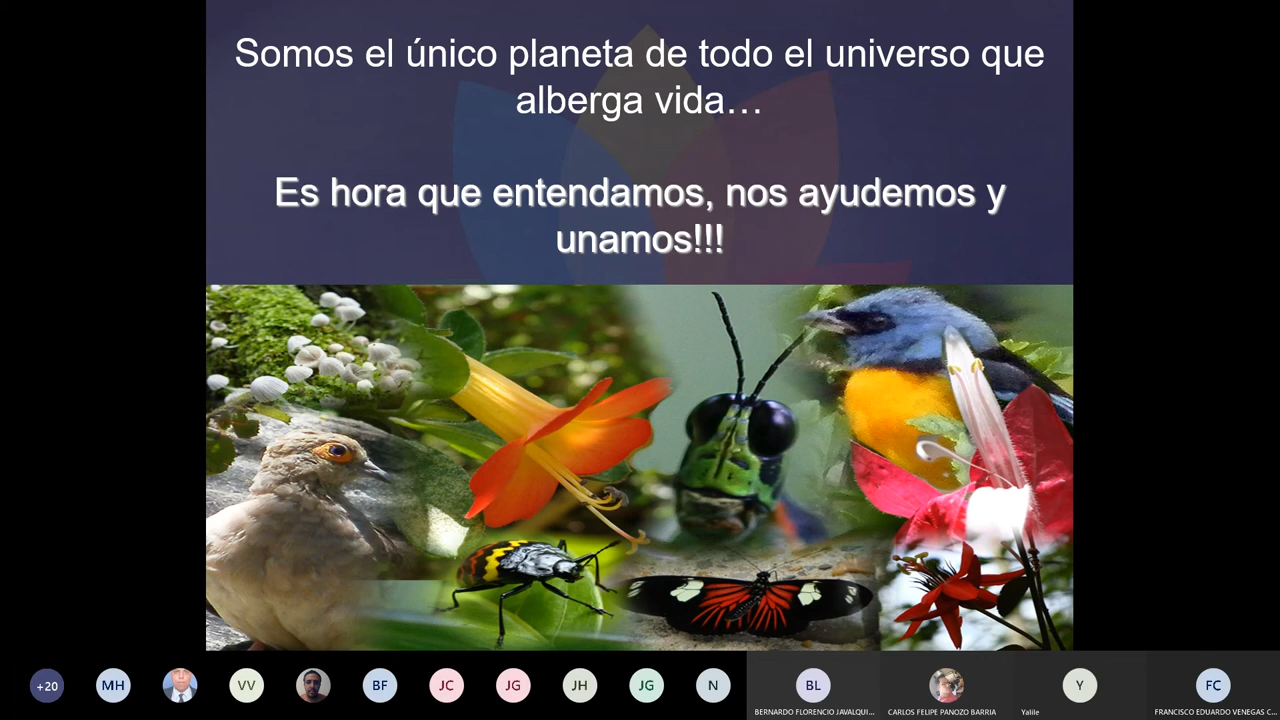 Somos el único planeta de todo el universo que
alberga vida…
Es hora que entendamos, nos ayudemos y
unamos!!!
+20
MH
VV
BF
JC
JG
JH
JG
N
BL
Y
FC
BERNARDO FLORENCIO JAVALQUI...
CARLOS FELIPE PANOZO BARRIA
Yalile
FRANCISCO EDUARDO VENEGAS C...